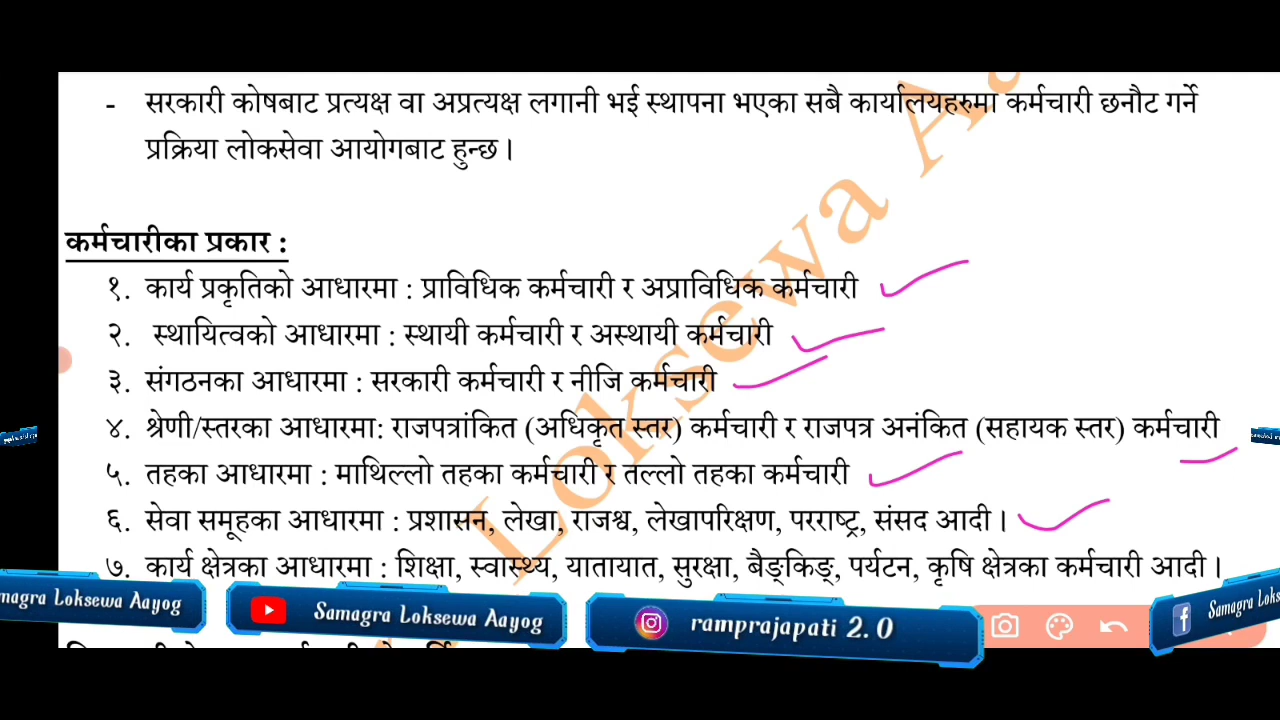 - सरकारी कोषबाट प्रत्यक्ष वा अप्रत्यक्ष लगानी भई स्थापना भएका सबै कार्यालयहरुमा कर्मचारी छनौट गर्ने
प्रक्रिया लोकसेवा आयोगबाट हुन्छ ।
कर्मचारीका प्रकार :
१. कार्य प्रकृतिको आधारमा : प्राविधिक कर्मचारी र अप्राविधिक कर्मचारी
२. स्थायित्वको आधारमा : स्थायी कर्मचारी र अस्थायी कर्मचारी
३. संगठनका आधारमा : सरकारी कर्मचारी र नीजि कर्मचारी
४. श्रेणी/स्तरका आधारमा: राजपत्रांकित (अधिकृत स्तर) कर्मचारी र राजपत्र अनंकित (सहायक स्तर) कर्मचारी
५. तहका आधारमा : माथिल्लो तहका कर्मचारी र तल्लो तहका कर्मचारी
६. सेवा समूहका आधारमा : प्रशासन, लेखा, राजश्व, लेखापरिक्षण, परराष्ट्र, संसद आदी ।
७. कार्य क्षेत्रका आधारमा : शिक्षा, स्वास्थ्य, यातायात, सुरक्षा, बैङ्किङ्, पर्यटन, कृषि क्षेत्रका कर्मचारी आदी ।
Loksewa Aa
magra Loksewa Aayog
Samagra Loksewa Aayog
ramprajapati 2.0
Samagra Loks